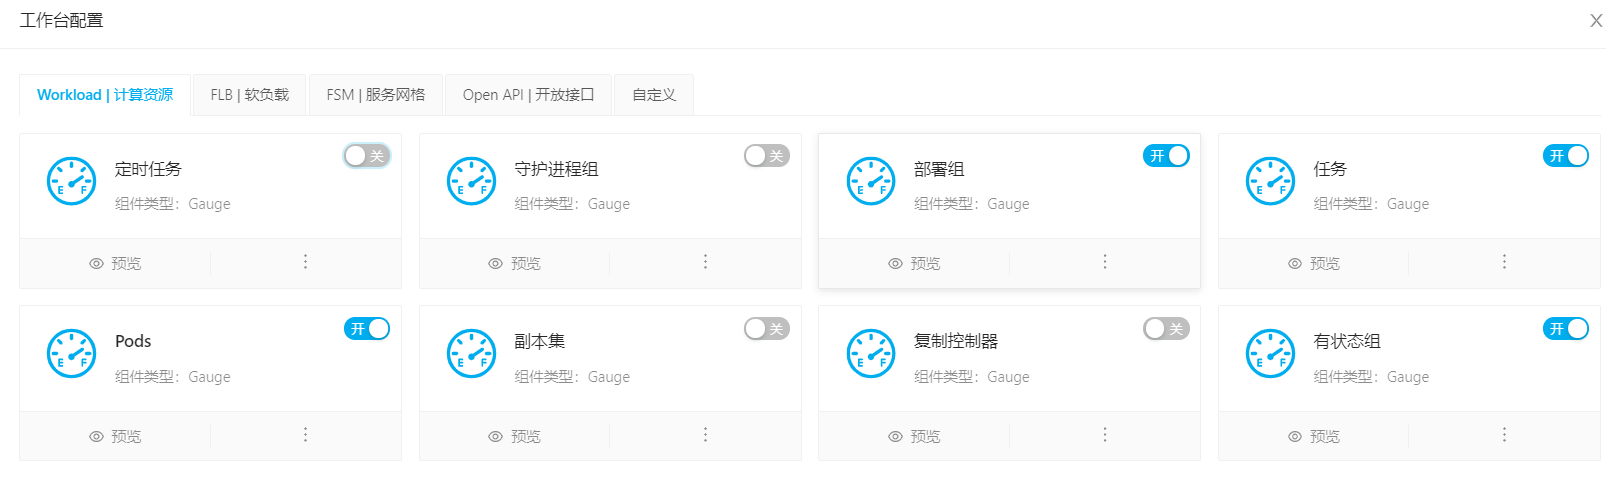 工作台配置
X
Workload | 计算资源
FLB | 软负载
FSM | 服务网格
Open API | 开放接口
自定义
E F
定时任务
关
组件类型：Gauge
预览
E F
守护进程组
关
组件类型：Gauge
预览
E F
部署组
开
组件类型：Gauge
预览
E F
任务
开
组件类型：Gauge
预览
E F
Pods
开
组件类型：Gauge
预览
E F
副本集
关
组件类型：Gauge
预览
E F
复制控制器
关
组件类型：Gauge
预览
E F
有状态组
开
组件类型：Gauge
预览